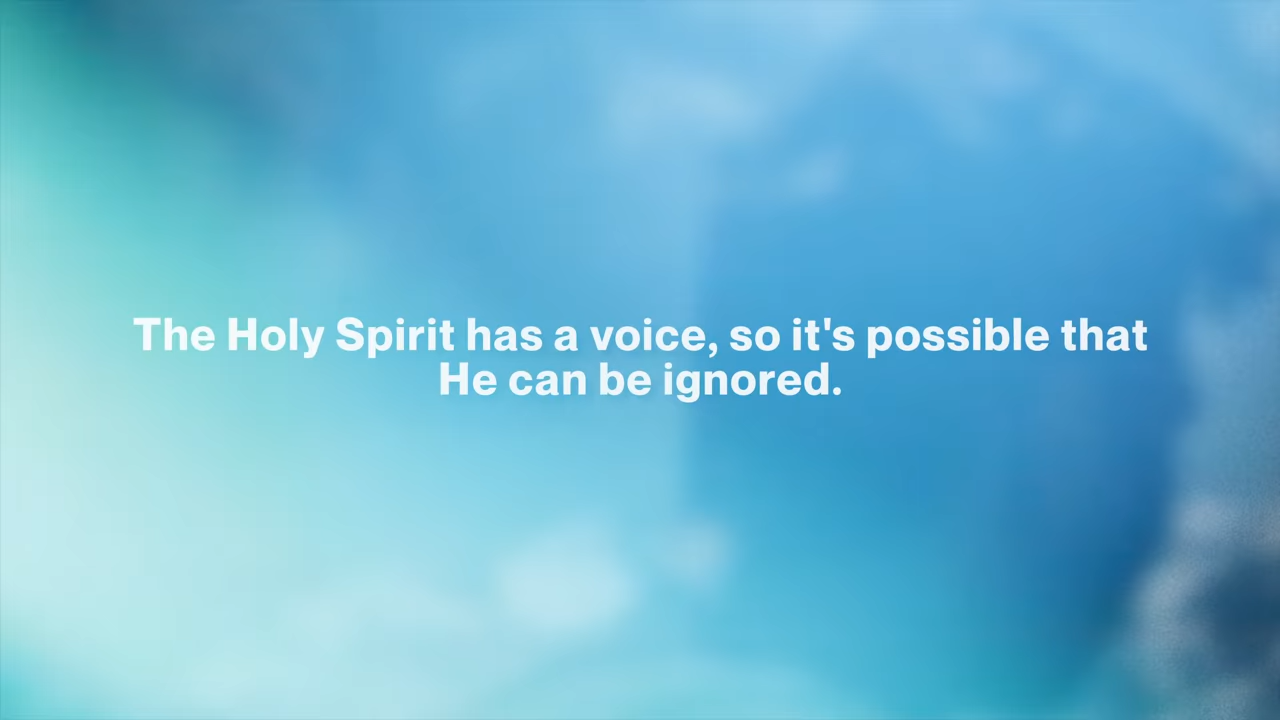 The Holy Spirit has a voice, so it's possible that
He can be ignored.